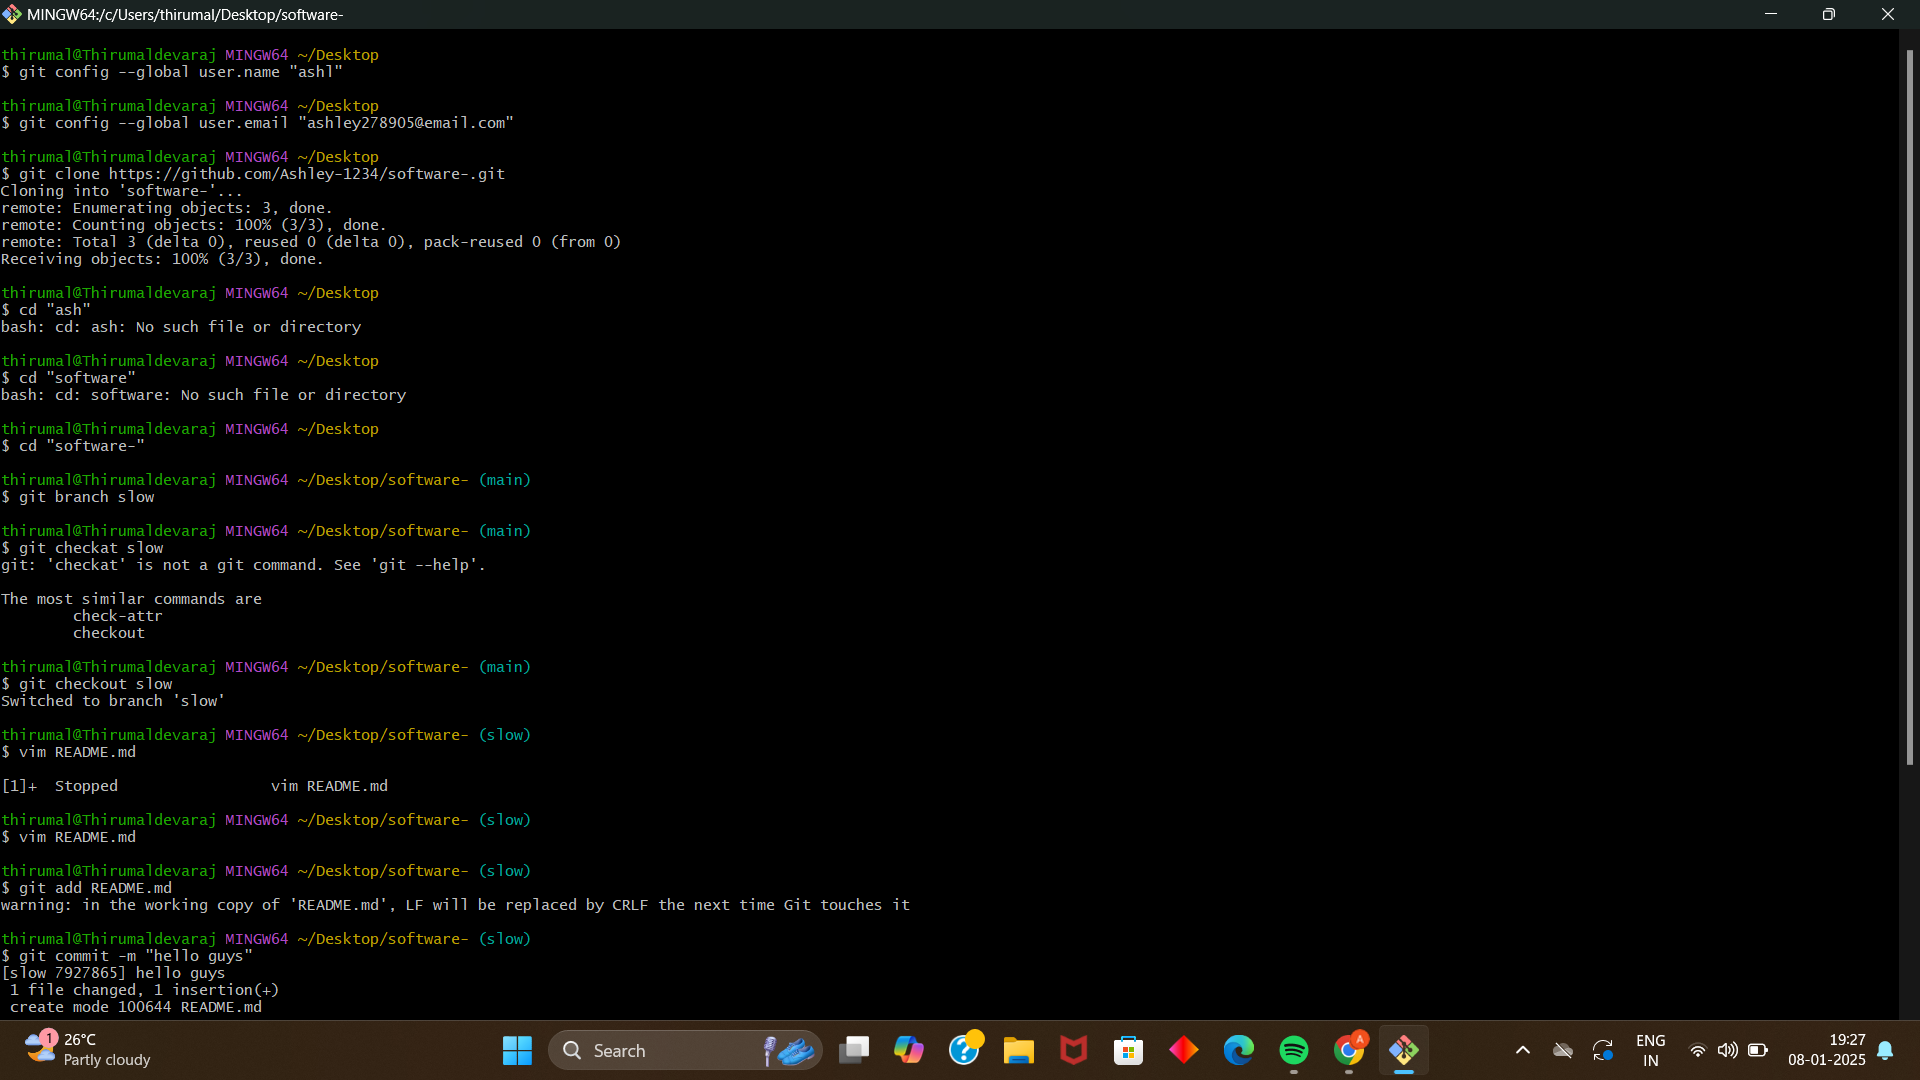 MINGW64:/c/Users/thirumal/Desktop/software-
thirumal@Thirumaldevaraj MINGW64 ~/Desktop
$ git config --global user.name "ashl"
thirumal@Thirumaldevaraj MINGW64 ~/Desktop
$ git config --global user.email "ashley278905@email.com"
thirumal@Thirumaldevaraj MINGW64 ~/Desktop
$ git clone https://github.com/Ashley-1234/software-.git
Cloning into 'software-'...
remote: Enumerating objects: 3, done.
remote: Counting objects: 100% (3/3), done.
remote: Total 3 (delta 0), reused 0 (delta 0), pack-reused 0 (from 0)
Receiving objects: 100% (3/3), done.
thirumal@Thirumaldevaraj MINGW64 ~/Desktop
$ cd "ash"
bash: cd: ash: No such file or directory
thirumal@Thirumaldevaraj MINGW64 ~/Desktop
$ cd "software"
bash: cd: software: No such file or directory
thirumal@Thirumaldevaraj MINGW64 ~/Desktop
$ cd "software-"
thirumal@Thirumaldevaraj MINGW64 ~/Desktop/software- (main)
$ git branch slow
thirumal@Thirumaldevaraj MINGW64 ~/Desktop/software- (main)
$ git checkat slow
git: 'checkat' is not a git command. See 'git --help'.
The most similar commands are
check-attr
checkout
thirumal@Thirumaldevaraj MINGW64 ~/Desktop/software- (main)
$ git checkout slow
Switched to branch 'slow'
thirumal@Thirumaldevaraj MINGW64 ~/Desktop/software- (slow)
$ vim README.md
[1]+  Stopped                 vim README.md
thirumal@Thirumaldevaraj MINGW64 ~/Desktop/software- (slow)
$ vim README.md
thirumal@Thirumaldevaraj MINGW64 ~/Desktop/software- (slow)
$ git add README.md
warning: in the working copy of 'README.md', LF will be replaced by CRLF the next time Git touches it
thirumal@Thirumaldevaraj MINGW64 ~/Desktop/software- (slow)
$ git commit -m "hello guys"
[slow 7927865] hello guys
1 file changed, 1 insertion(+)
create mode 100644 README.md
1
26°C
Partly cloudy
Search
A
ENG
IN
19:27
08-01-2025